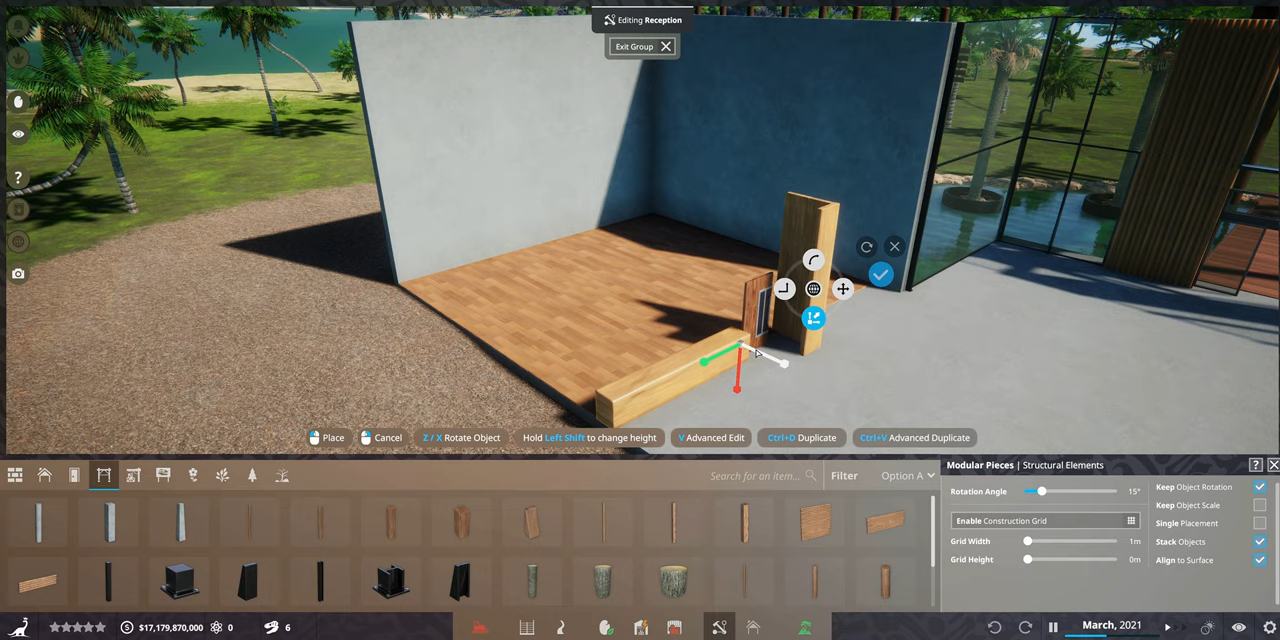 Editing Reception
Exit Group
Place
Cancel
Z / X Rotate Object
Hold Left Shift to change height
V Advanced Edit
Ctrl+D Duplicate
Ctrl+V Advanced Duplicate
Search for an item...
Filter
Option A
Modular Pieces | Structural Elements
?
Rotation Angle
15°
Enable Construction Grid
Grid Width
1m
Grid Height
0m
Keep Object Rotation
Keep Object Scale
Single Placement
Stack Objects
Align to Surface
?
$17,179,870,000
0
6
March, 2021